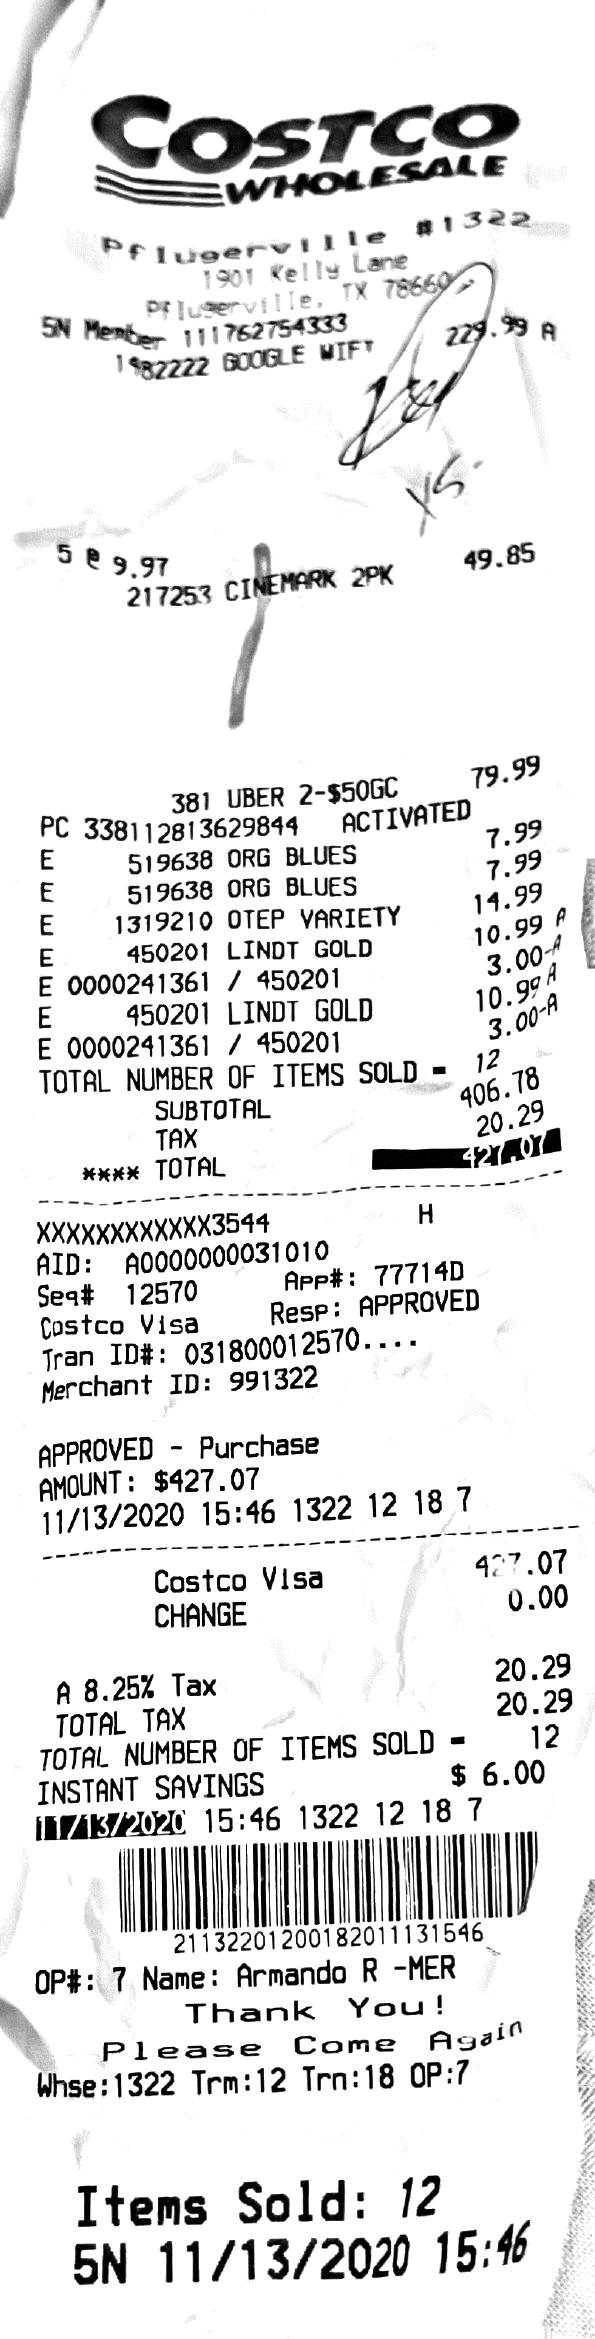 COSTCO
WHOLESALE
Pflugerville #1322
1901 Kelly Lane
Pflugerville, TX 78660
5N Member 111762754333
1482222 GOOGLE WIFI 229.99 A
X5
5 @ 9.97
217253 CINEMARK 2PK 49.85
381 UBER 2-$50GC 79.99
PC 338112813629844 ACTIVATED
E 519638 ORG BLUES 7.99
E 519638 ORG BLUES 7.99
E 1319210 OTEP VARIETY 14.99
E 450201 LINDT GOLD 10.99 A
E 0000241361 / 450201 3.00-A
E 450201 LINDT GOLD 10.99 A
E 0000241361 / 450201 3.00-A
TOTAL NUMBER OF ITEMS SOLD = 12
SUBTOTAL 406.78
TAX 20.29
**** TOTAL 427.07
XXXXXXXXXXXX3544 H
AID: A0000000031010
Seq# 12570 App#: 77714D
Costco Visa Resp: APPROVED
Tran ID#: 031800012570....
Merchant ID: 991322
APPROVED - Purchase
AMOUNT: $427.07
11/13/2020 15:46 1322 12 18 7
Costco Visa 427.07
CHANGE 0.00
A 8.25% Tax 20.29
TOTAL TAX 20.29
TOTAL NUMBER OF ITEMS SOLD = 12
INSTANT SAVINGS $ 6.00
11/13/2020 15:46 1322 12 18 7
21132201200182011131546
OP#: 7 Name: Armando R -MER
Thank You!
Please Come Again
Whse:1322 Trm:12 Trn:18 OP:7
Items Sold: 12
5N 11/13/2020 15:46